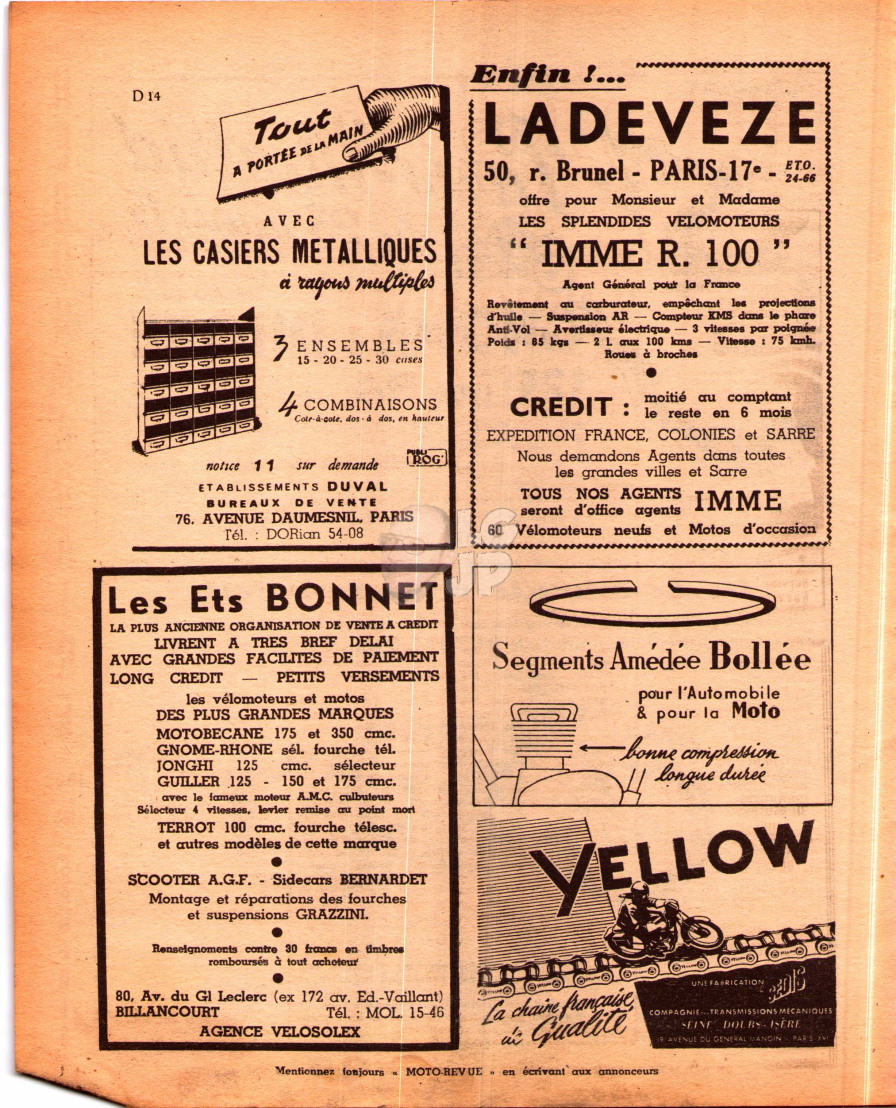 D 14
Tout
A PORTÉE DE LA MAIN
AVEC
LES CASIERS METALLIQUES
à rayons multiples
3 ENSEMBLES
15 - 20 - 25 - 30 cases
4 COMBINAISONS
Cote-à-cote, dos-à dos, en hauteur
notice 11 sur demande
PUBLI ROG'
ETABLISSEMENTS DUVAL
BUREAUX DE VENTE
76. AVENUE DAUMESNIL, PARIS
Tél. : DORian 54-08
Enfin !...
LADEVEZE
50, r. Brunel - PARIS-17e - ETO. 24-66
offre pour Monsieur et Madame
LES SPLENDIDES VELOMOTEURS
“ IMME R. 100 ”
Agent Général pour la France
Revêtement au carburateur, empêchant les projections
d'huile — Suspension AR — Compteur KMS dans le phare
Anti-Vol — Avertisseur électrique — 3 vitesses par poignée
Poids : 85 kgs — 2 l. aux 100 kms — Vitesse : 75 kmh.
Roues à broches
CREDIT : moitié au comptant
le reste en 6 mois
EXPEDITION FRANCE, COLONIES et SARRE
Nous demandons Agents dans toutes
les grandes villes et Sarre
TOUS NOS AGENTS
seront d'office agents IMME
60 Vélomoteurs neufs et Motos d'occasion
Les Ets BONNET
LA PLUS ANCIENNE ORGANISATION DE VENTE A CREDIT
LIVRENT A TRES BREF DELAI
AVEC GRANDES FACILITES DE PAIEMENT
LONG CREDIT — PETITS VERSEMENTS
les vélomoteurs et motos
DES PLUS GRANDES MARQUES
MOTOBECANE 175 et 350 cmc.
GNOME-RHONE sél. fourche tél.
JONGHI 125 cmc. sélecteur
GUILLER 125 - 150 et 175 cmc.
avec le fameux moteur A.M.C. culbuteurs
Sélecteur 4 vitesses, levier remise au point mort
TERROT 100 cmc. fourche télesc.
et autres modèles de cette marque
SCOOTER A.G.F. - Sidecars BERNARDET
Montage et réparations des fourches
et suspensions GRAZZINI.
Renseignements contre 30 francs en timbres
remboursés à tout acheteur
80, Av. du Gl Leclerc (ex 172 av. Ed.-Vaillant)
BILLANCOURT Tél. : MOL. 15-46
AGENCE VELOSOLEX
Segments Amédée Bollée
pour l'Automobile
& pour la Moto
bonne compression
longue durée
YELLOW
La chaîne française
de Qualité
UNE FABRICATION SEDIS
COMPAGNIE DES TRANSMISSIONS MECANIQUES
SEINE - DOUBS - ISÈRE
AVENUE DU GENERAL MANGIN - PARIS XVI
Mentionnez toujours « MOTO-REVUE » en écrivant aux annonceurs